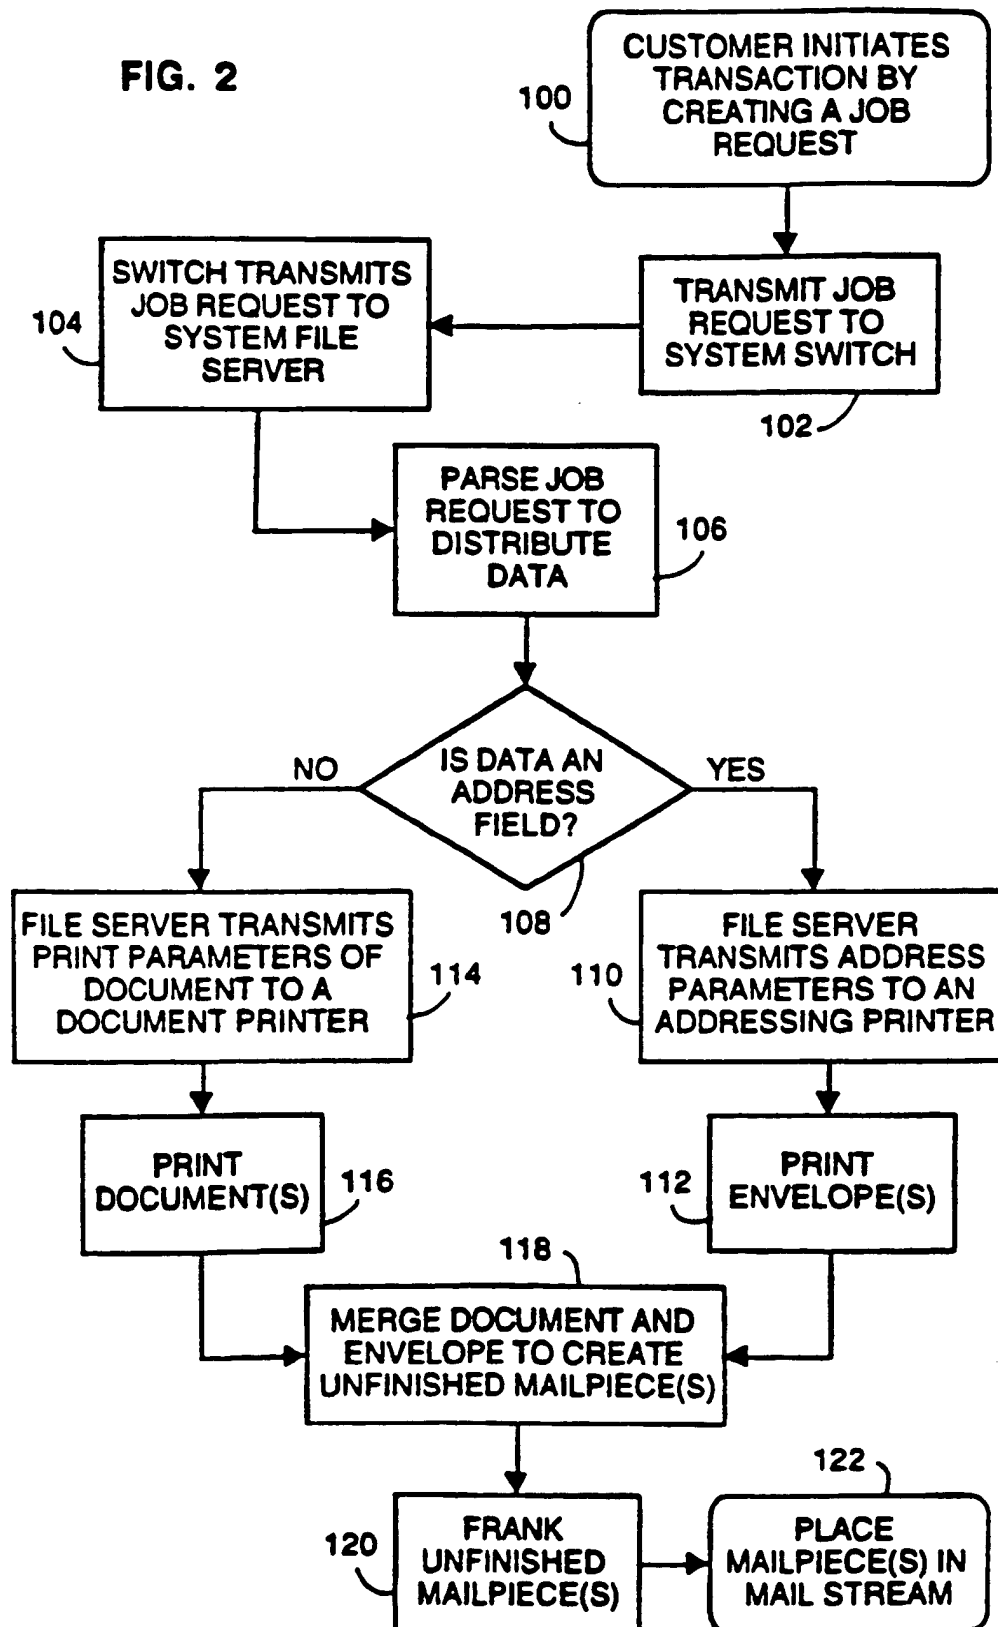 FIG. 2
CUSTOMER INITIATES
TRANSACTION BY
CREATING A JOB
REQUEST
100
TRANSMIT JOB
REQUEST TO
SYSTEM SWITCH
102
SWITCH TRANSMITS
JOB REQUEST TO
SYSTEM FILE
SERVER
104
PARSE JOB
REQUEST TO
DISTRIBUTE
DATA
106
IS DATA AN
ADDRESS
FIELD?
108
NO
YES
FILE SERVER TRANSMITS
PRINT PARAMETERS OF
DOCUMENT TO A
DOCUMENT PRINTER
114
FILE SERVER
TRANSMITS ADDRESS
PARAMETERS TO AN
ADDRESSING PRINTER
110
PRINT
DOCUMENT(S)
116
PRINT
ENVELOPE(S)
112
118
MERGE DOCUMENT AND
ENVELOPE TO CREATE
UNFINISHED MAILPIECE(S)
FRANK
UNFINISHED
MAILPIECE(S)
120
122
PLACE
MAILPIECE(S) IN
MAIL STREAM